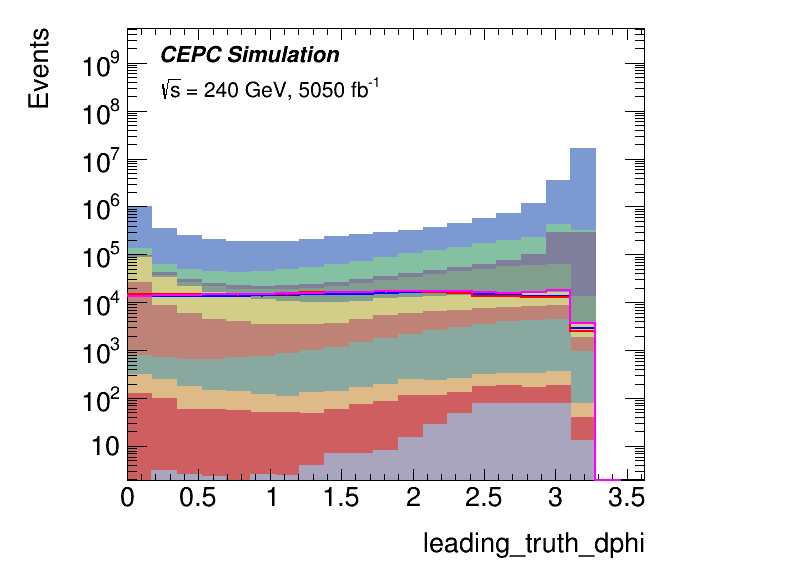 Events
CEPC Simulation
√s = 240 GeV, 5050 fb⁻¹
10⁹
10⁸
10⁷
10⁶
10⁵
10⁴
10³
10²
10
0 0.5 1 1.5 2 2.5 3 3.5
leading_truth_dphi